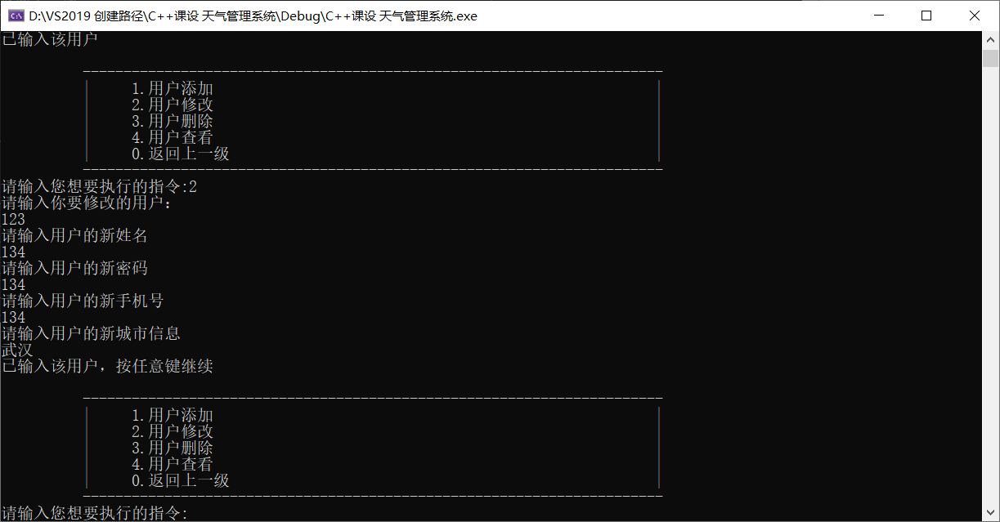 D:\VS2019 创建路径\C++课设 天气管理系统\Debug\C++课设 天气管理系统.exe
已输入该用户
-----------------------------------------------------------------------
1.用户添加
2.用户修改
3.用户删除
4.用户查看
0.返回上一级
-----------------------------------------------------------------------
请输入您想要执行的指令:2
请输入你要修改的用户：
123
请输入用户的新姓名
134
请输入用户的新密码
134
请输入用户的新手机号
134
请输入用户的新城市信息
武汉
已输入该用户，按任意键继续
-----------------------------------------------------------------------
1.用户添加
2.用户修改
3.用户删除
4.用户查看
0.返回上一级
-----------------------------------------------------------------------
请输入您想要执行的指令: